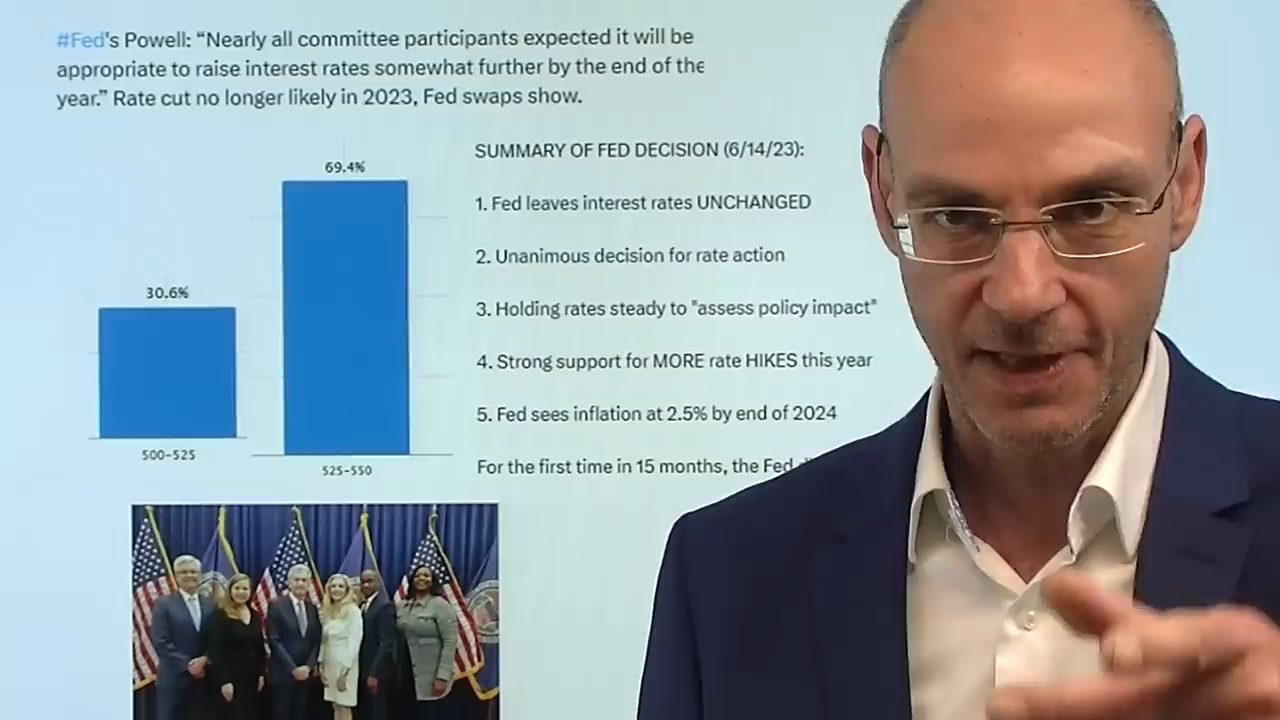 #Fed's Powell: “Nearly all committee participants expected it will be
appropriate to raise interest rates somewhat further by the end of the
year.” Rate cut no longer likely in 2023, Fed swaps show.
SUMMARY OF FED DECISION (6/14/23):
69.4%
1. Fed leaves interest rates UNCHANGED
2. Unanimous decision for rate action
30.6%
3. Holding rates steady to "assess policy impact"
4. Strong support for MORE rate HIKES this year
5. Fed sees inflation at 2.5% by end of 2024
500-525
525-550
For the first time in 15 months, the Fed